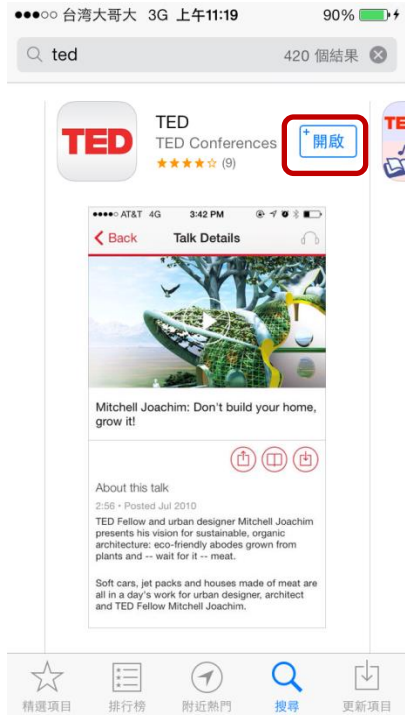 台湾大哥大 3G 上午11:19 90%
ted 420 個結果
TED
TED
TED Conferences
(9)
+開啟
AT&T 4G 3:42 PM
Back Talk Details
Mitchell Joachim: Don't build your home,
grow it!
About this talk
2:56 • Posted Jul 2010
TED Fellow and urban designer Mitchell Joachim
presents his vision for sustainable, organic
architecture: eco-friendly abodes grown from
plants and -- wait for it -- meat.
Soft cars, jet packs and houses made of meat are
all in a day's work for urban designer, architect
and TED Fellow Mitchell Joachim.
精選項目 排行榜 附近熱門 搜尋 更新項目